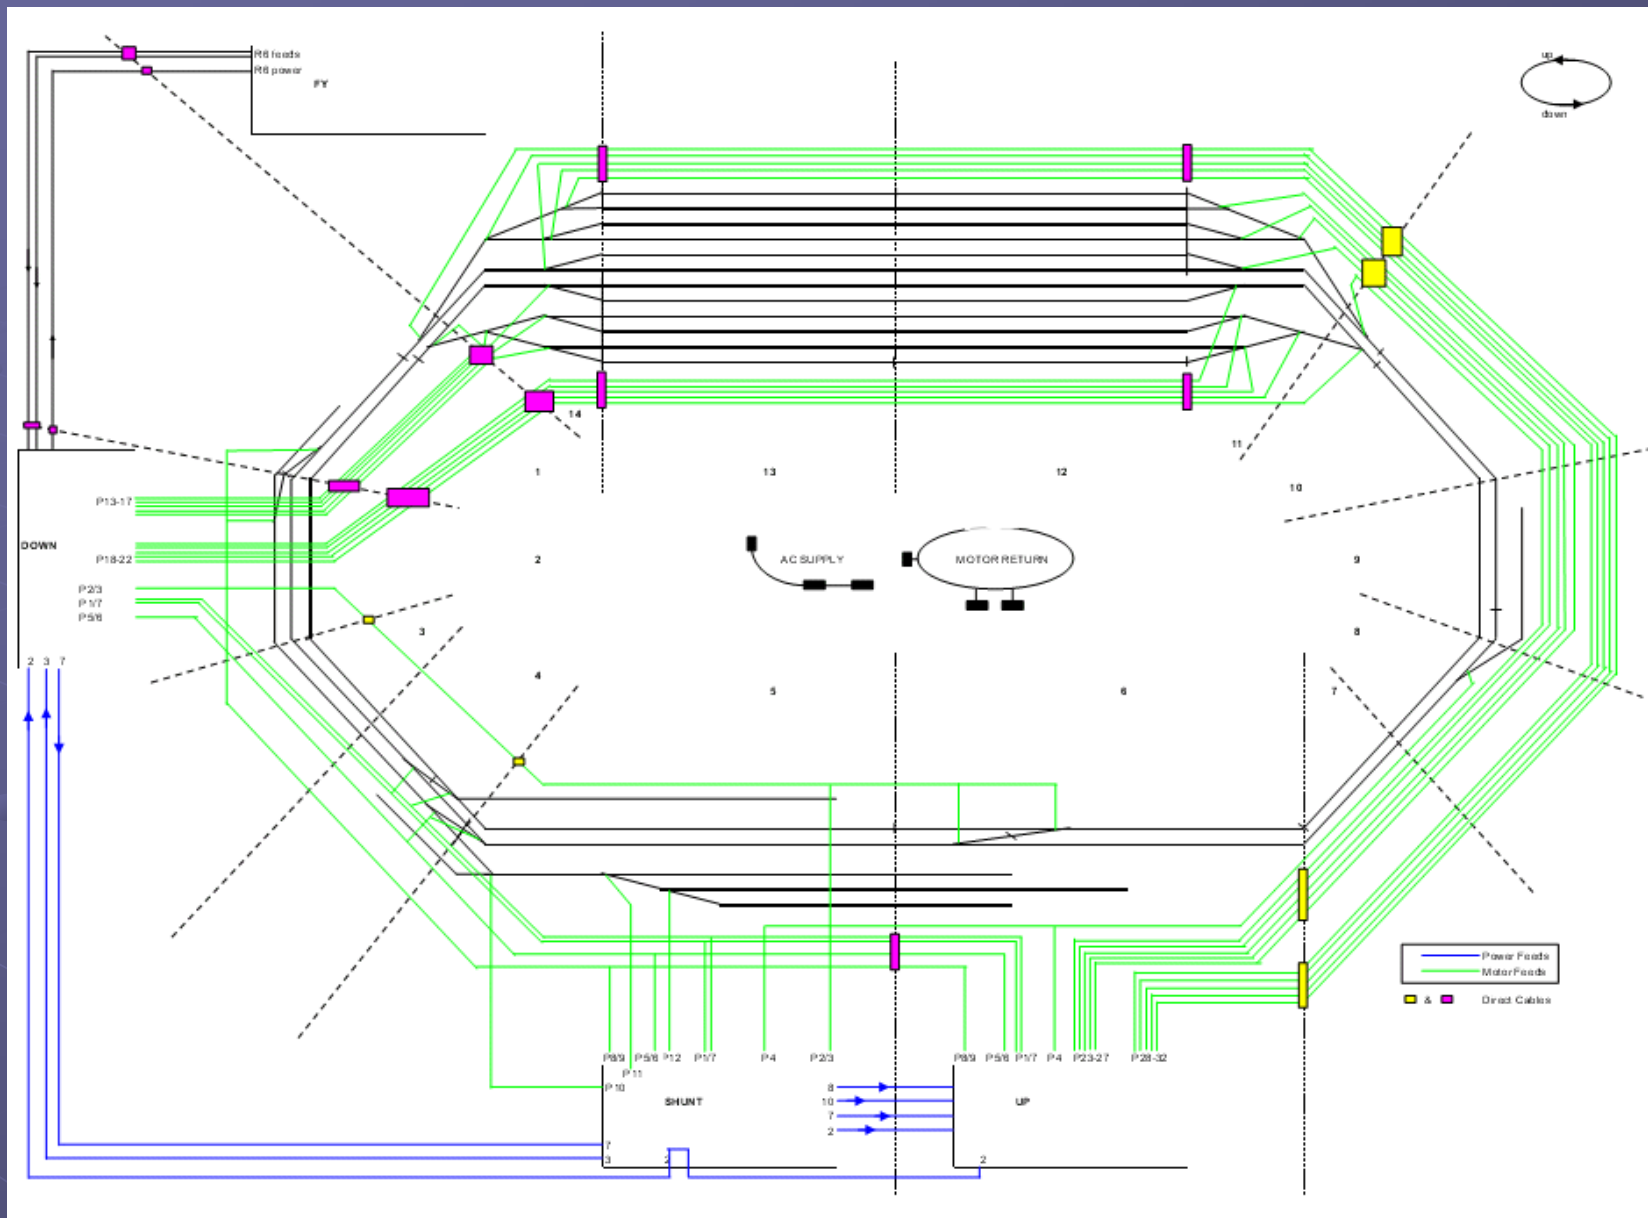 R6 feeds
R6 power
FY
up
down
14
11
1
13
12
10
P13-17
DOWN
P18-22
2
AC SUPPLY
MOTOR RETURN
9
P2/3
P1/7
P5/6
3
8
2 3 7
4
5
6
7
Power Feeds
Motor Feeds
& Direct Cables
P8/9 P5/6 P12 P1/7 P4 P2/3 P8/9 P5/6 P1/7 P4 P23-27 P28-32
P11
P10
8
SHUNT
10
UP
7
2
7
3
2
2